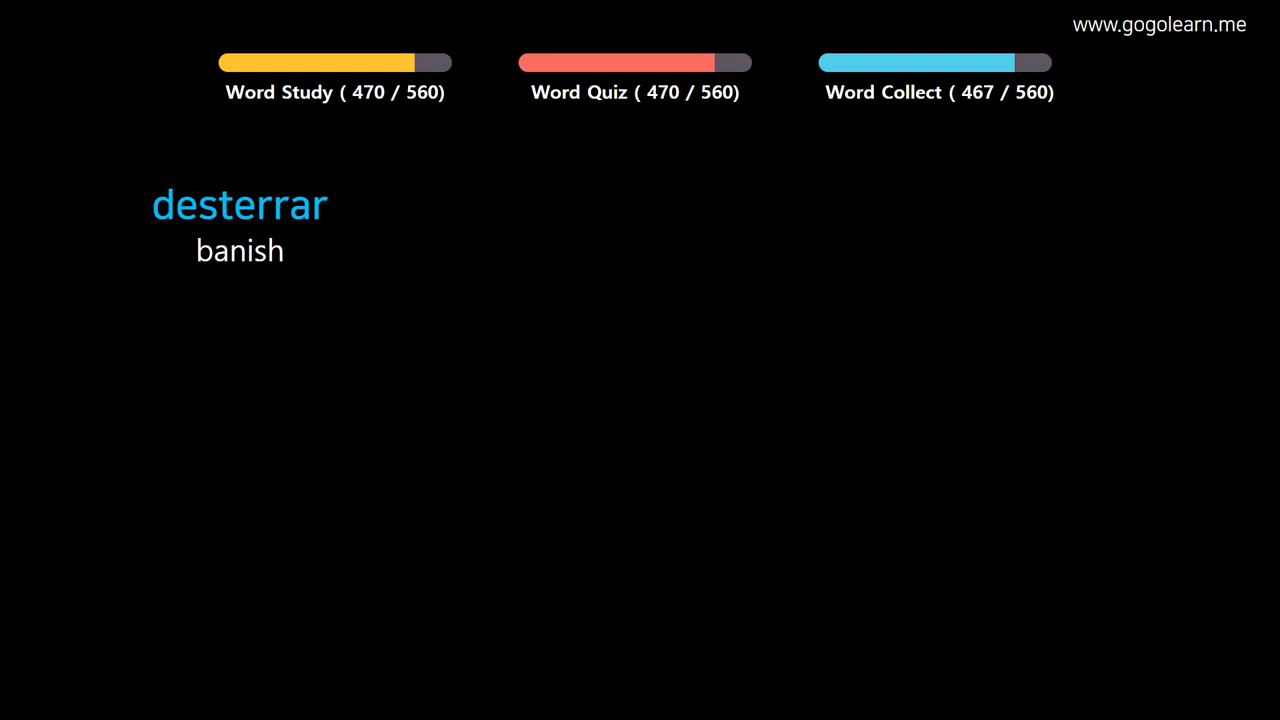 www.gogolearn.me
Word Study ( 470 / 560)
Word Quiz ( 470 / 560)
Word Collect ( 467 / 560)
desterrar
banish